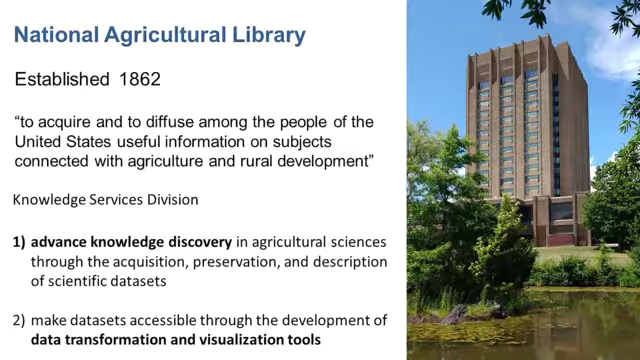 National Agricultural Library
Established 1862
“to acquire and to diffuse among the people of the
United States useful information on subjects
connected with agriculture and rural development”
Knowledge Services Division
1) advance knowledge discovery in agricultural sciences
through the acquisition, preservation, and description
of scientific datasets
2) make datasets accessible through the development of
data transformation and visualization tools